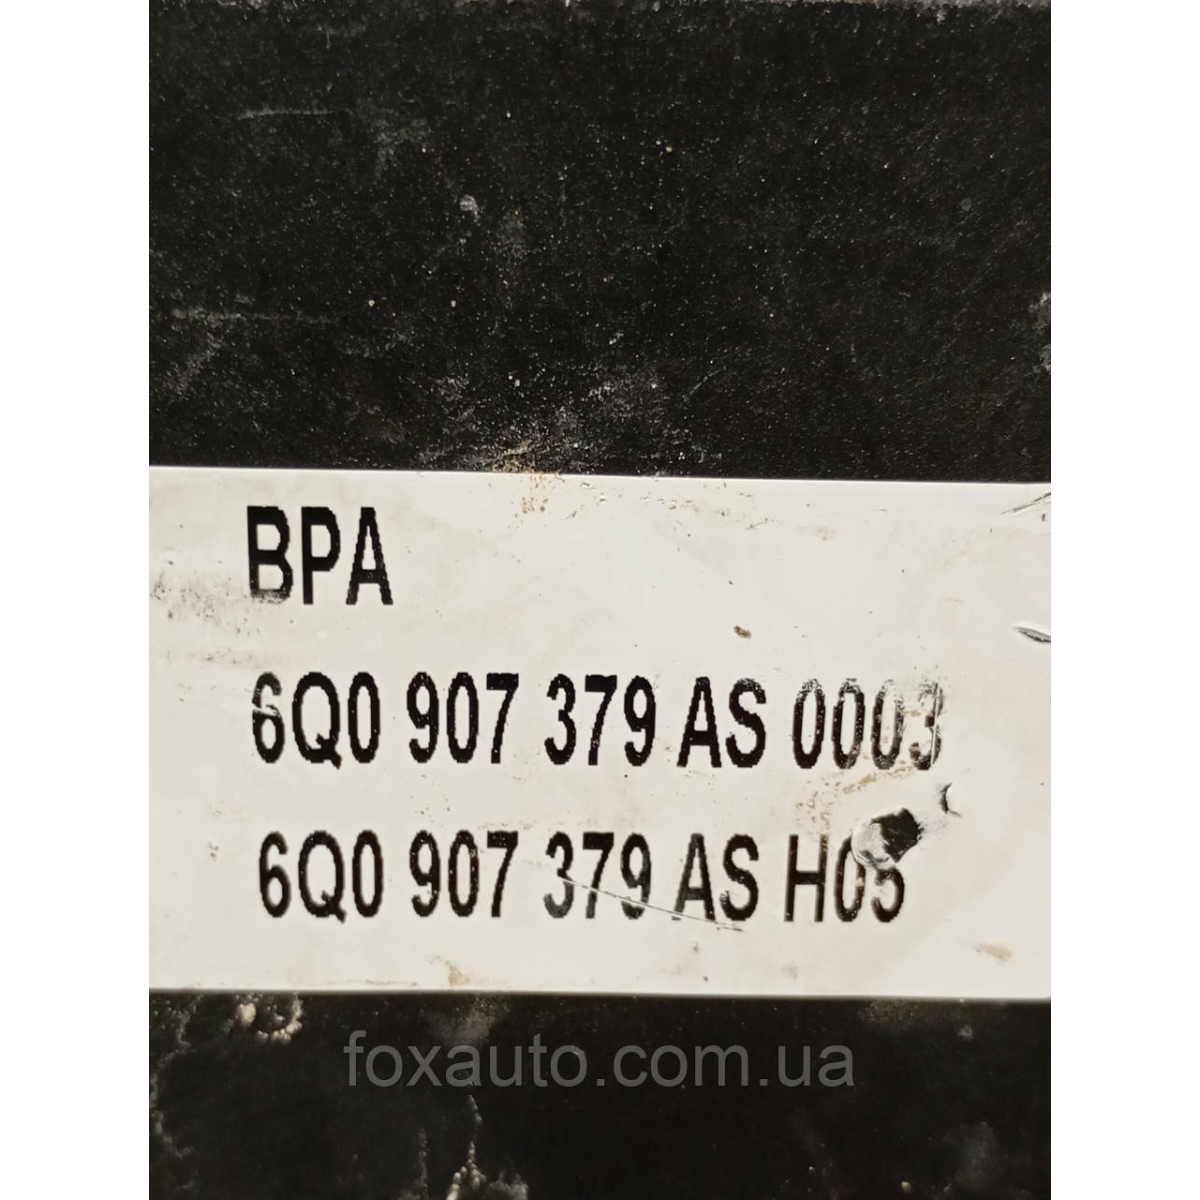 BPA
6Q0 907 379 AS 0003
6Q0 907 379 AS H05
foxauto.com.ua